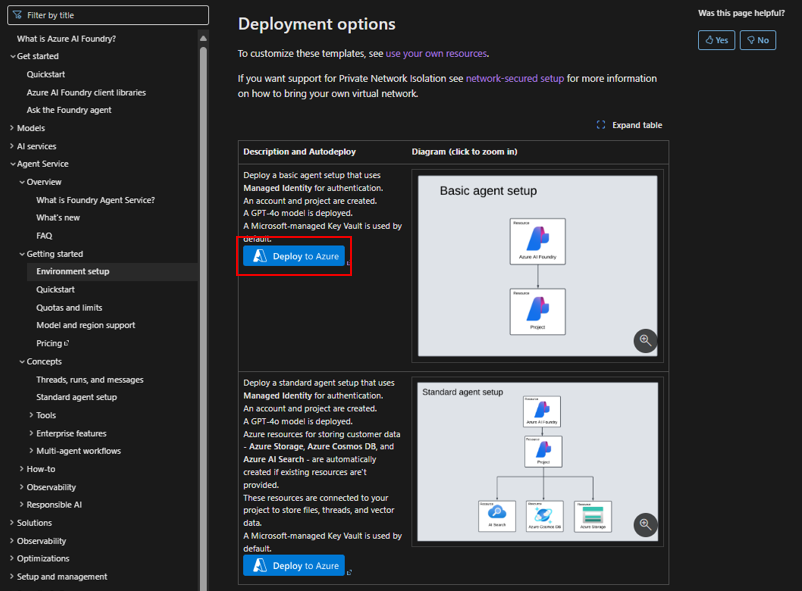 Filter by title
What is Azure AI Foundry?
Get started
Quickstart
Azure AI Foundry client libraries
Ask the Foundry agent
Models
AI services
Agent Service
Overview
What is Foundry Agent Service?
What's new
FAQ
Getting started
Environment setup
Quickstart
Quotas and limits
Model and region support
Pricing
Concepts
Threads, runs, and messages
Standard agent setup
Tools
Enterprise features
Multi-agent workflows
How-to
Observability
Responsible AI
Solutions
Observability
Optimizations
Setup and management
Deployment options
To customize these templates, see use your own resources.
If you want support for Private Network Isolation see network-secured setup for more information
on how to bring your own virtual network.
Expand table
Description and Autodeploy
Diagram (click to zoom in)
Deploy a basic agent setup that uses
Managed Identity for authentication.
An account and project are created.
A GPT-4o model is deployed.
A Microsoft-managed Key Vault is used by
default.
Deploy to Azure
Basic agent setup
Resource
Azure AI Foundry
Resource
Project
Deploy a standard agent setup that uses
Managed Identity for authentication.
An account and project are created.
A GPT-4o model is deployed.
Azure resources for storing customer data
- Azure Storage, Azure Cosmos DB, and
Azure AI Search - are automatically
created if existing resources are't
provided.
These resources are connected to your
project to store files, threads, and vector
data.
A Microsoft-managed Key Vault is used by
default.
Deploy to Azure
Standard agent setup
Resource
Azure AI Foundry
Resource
Project
Resource
AI Search
Resource
Azure Cosmos DB
Resource
Azure Storage
Was this page helpful?
Yes
No